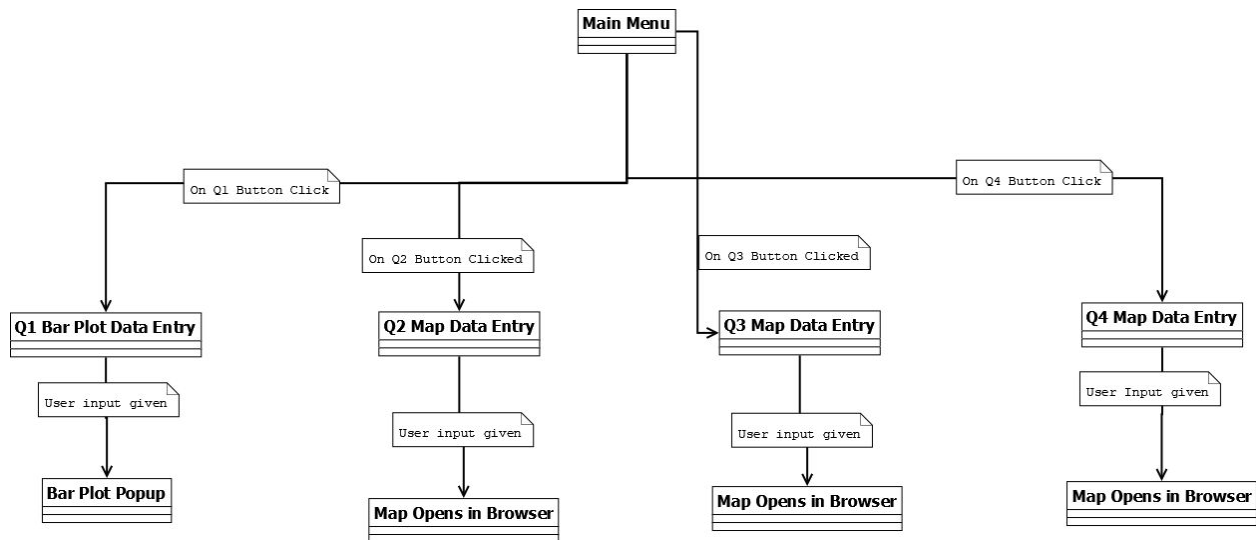 Main Menu
On Q1 Button Click
On Q4 Button Click
On Q2 Button Clicked
On Q3 Button Clicked
Q1 Bar Plot Data Entry
Q2 Map Data Entry
Q3 Map Data Entry
Q4 Map Data Entry
User input given
User input given
User input given
User Input given
Bar Plot Popup
Map Opens in Browser
Map Opens in Browser
Map Opens in Browser